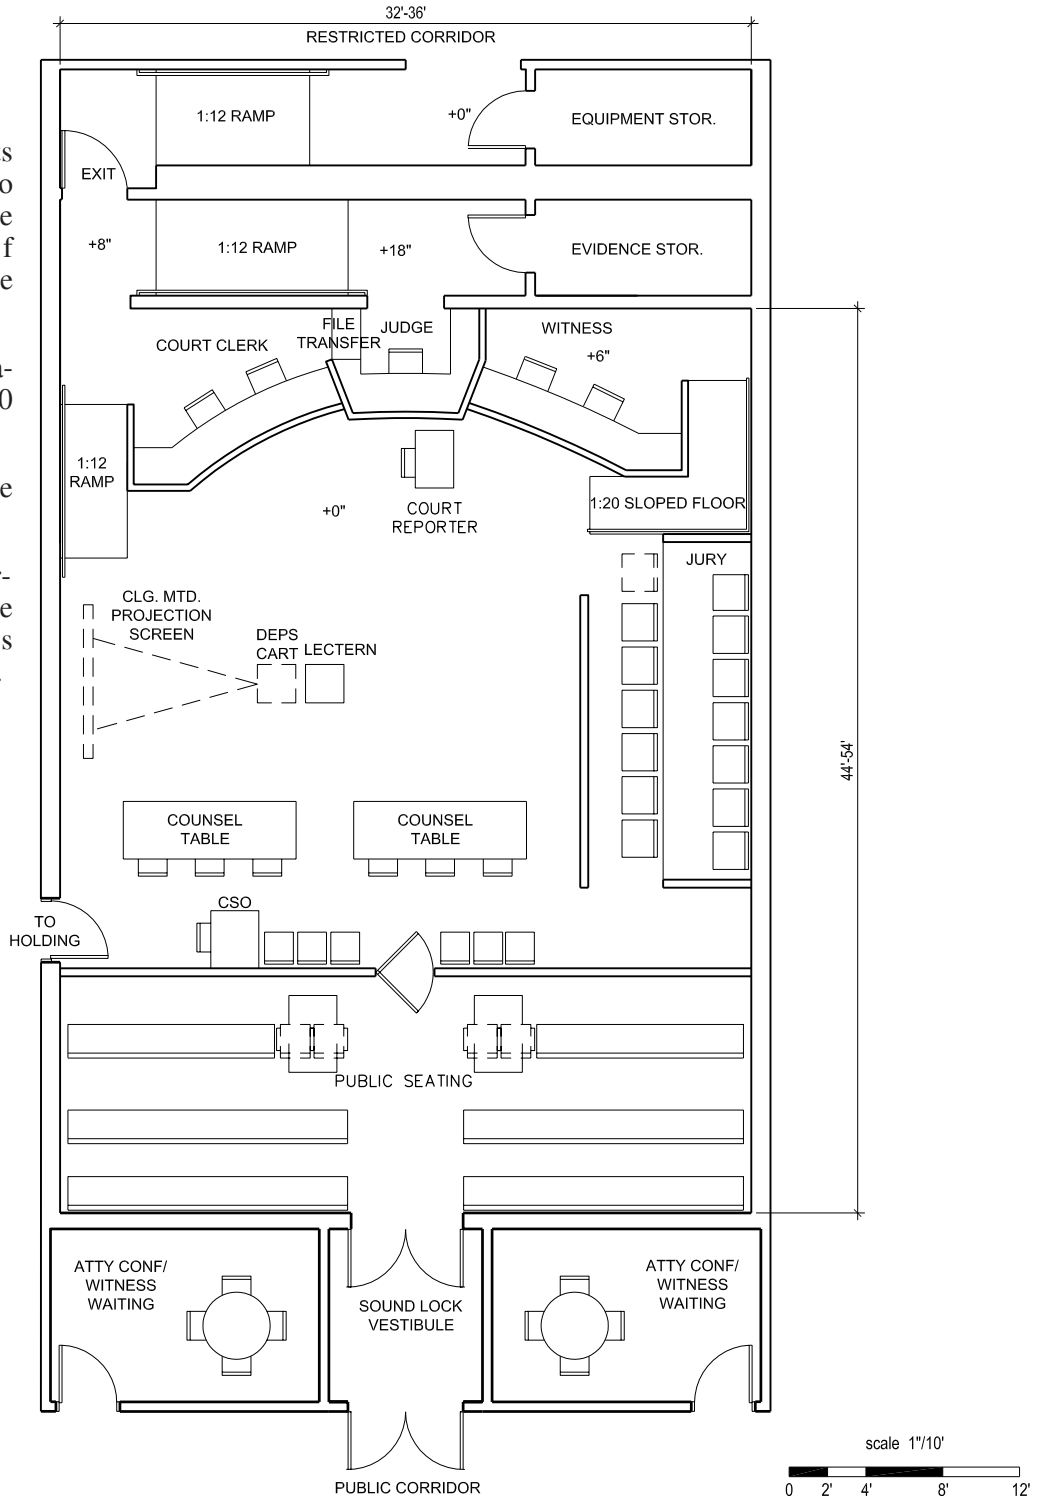 32'-36'
RESTRICTED CORRIDOR
1:12 RAMP
+0"
EQUIPMENT STOR.
EXIT
+8"
1:12 RAMP
+18"
EVIDENCE STOR.
COURT CLERK
FILE
TRANSFER
JUDGE
WITNESS
+6"
1:12
RAMP
+0"
COURT
REPORTER
1:20 SLOPED FLOOR
JURY
CLG. MTD.
PROJECTION
SCREEN
DEPS
CART
LECTERN
44'-54'
COUNSEL
TABLE
COUNSEL
TABLE
CSO
TO
HOLDING
PUBLIC SEATING
ATTY CONF/
WITNESS
WAITING
SOUND LOCK
VESTIBULE
ATTY CONF/
WITNESS
WAITING
PUBLIC CORRIDOR
scale 1"/10'
0 2' 4' 8' 12'